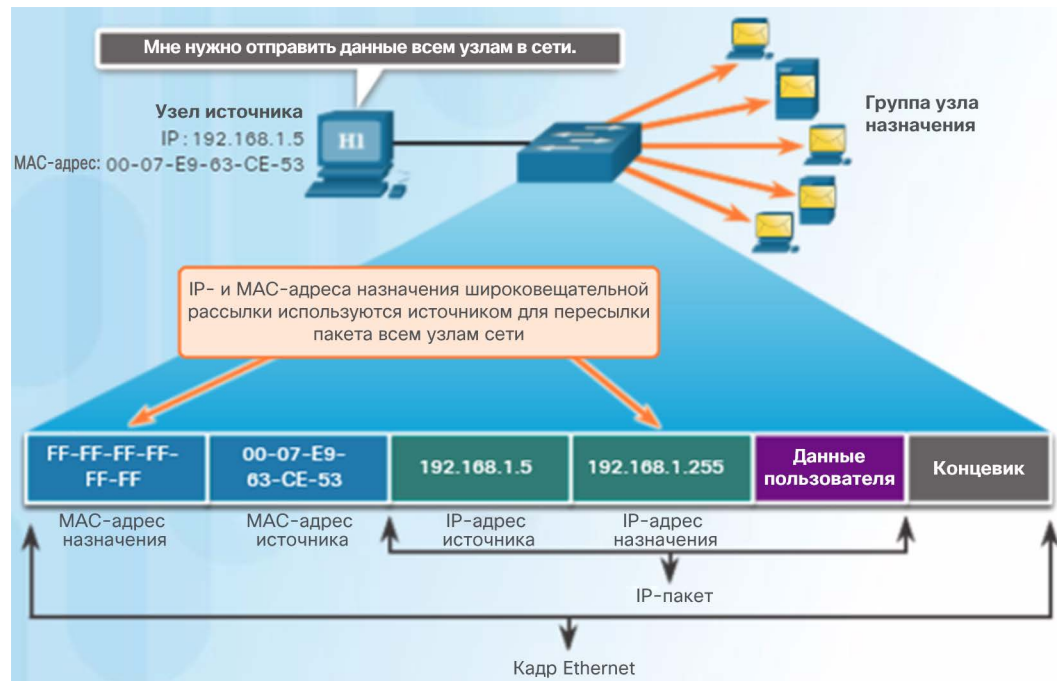 Мне нужно отправить данные всем узлам в сети.
Узел источника
IP: 192.168.1.5
MAC-адрес: 00-07-E9-63-CE-53
H1
Группа узла
назначения
IP- и MAC-адреса назначения широковещательной
рассылки используются источником для пересылки
пакета всем узлам сети
FF-FF-FF-FF-
FF-FF
00-07-E9-
63-CE-53
192.168.1.5
192.168.1.255
Данные
пользователя
Концевик
MAC-адрес
назначения
MAC-адрес
источника
IP-адрес
источника
IP-адрес
назначения
IP-пакет
Кадр Ethernet